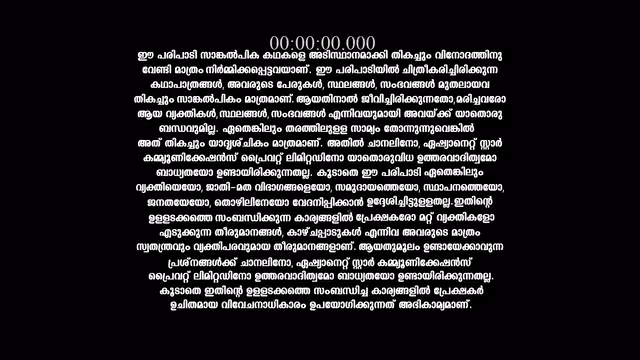 00:00:00.000
ഈ പരിപാടി സാങ്കൽപിക കഥകളെ അടിസ്ഥാനമാക്കി തികച്ചും വിനോദത്തിനു
വേണ്ടി മാത്രം നിർമ്മിക്കപ്പെട്ടവയാണ്. ഈ പരിപാടിയിൽ ചിത്രീകരിച്ചിരിക്കുന്ന
കഥാപാത്രങ്ങൾ, അവരുടെ പേരുകൾ, സ്ഥലങ്ങൾ, സംഭവങ്ങൾ മുതലായവ
തികച്ചും സാങ്കൽപികം മാത്രമാണ്. ആയതിനാൽ ജീവിച്ചിരിക്കുന്നതോ,മരിച്ചവരോ
ആയ വ്യക്തികൾ,സ്ഥലങ്ങൾ,സംഭവങ്ങൾ എന്നിവയുമായി അവയ്ക്ക് യാതൊരു
ബന്ധവുമില്ല. ഏതെങ്കിലും തരത്തിലുളള സാമ്യം തോന്നുന്നുവെങ്കിൽ
അത് തികച്ചും യാദൃശ്ചികം മാത്രമാണ്. അതിൽ ചാനലിനോ, ഏഷ്യാനെറ്റ് സ്റ്റാർ
കമ്മ്യൂണിക്കേഷൻസ് പ്രൈവറ്റ് ലിമിറ്റഡിനോ യാതൊരുവിധ ഉത്തരവാദിത്വമോ
ബാധ്യതയോ ഉണ്ടായിരിക്കുന്നതല്ല. കൂടാതെ ഈ പരിപാടി ഏതെങ്കിലും
വ്യക്തിയെയോ, ജാതി-മത വിഭാഗങ്ങളെയോ, സമുദായത്തെയോ, സ്ഥാപനത്തെയോ,
ജനതയേയോ, തൊഴിലിനേയോ വേദനിപ്പിക്കാൻ ഉദ്ദേശിച്ചിട്ടുളളതല്ല.ഇതിന്റെ
ഉളളടക്കത്തെ സംബന്ധിക്കുന്ന കാര്യങ്ങളിൽ പ്രേക്ഷകരോ മറ്റ് വ്യക്തികളോ
എടുക്കുന്ന തീരുമാനങ്ങൾ, കാഴ്ചപ്പാടുകൾ എന്നിവ അവരുടെ മാത്രം
സ്വതന്ത്രവും വ്യക്തിപരവുമായ തീരുമാനങ്ങളാണ്. ആയതുമൂലം ഉണ്ടായേക്കാവുന്ന
പ്രശ്നങ്ങൾക്ക് ചാനലിനോ, ഏഷ്യാനെറ്റ് സ്റ്റാർ കമ്മ്യൂണിക്കേഷൻസ്
പ്രൈവറ്റ് ലിമിറ്റഡിനോ ഉത്തരവാദിത്വമോ ബാധ്യതയോ ഉണ്ടായിരിക്കുന്നതല്ല.
കൂടാതെ ഇതിന്റെ ഉളളടക്കത്തെ സംബന്ധിച്ച കാര്യങ്ങളിൽ പ്രേക്ഷകർ
ഉചിതമായ വിവേചനാധികാരം ഉപയോഗിക്കുന്നത് അഭികാമ്യമാണ്.